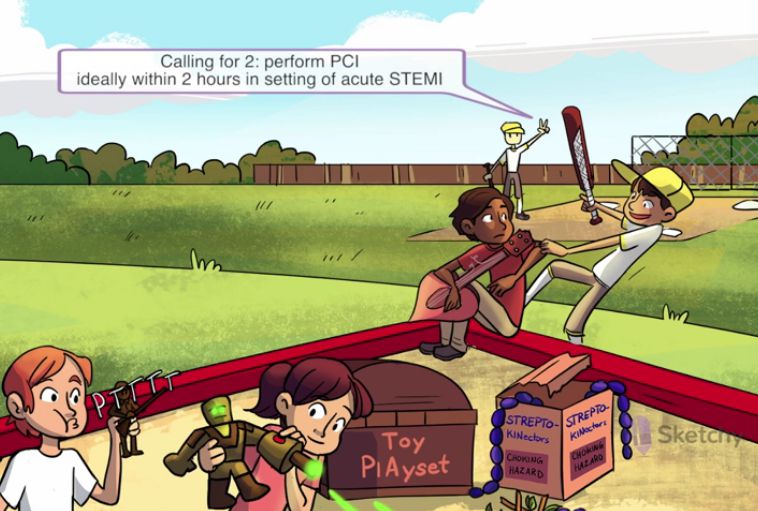 Calling for 2: perform PCI
ideally within 2 hours in setting of acute STEMI
PTTTT
Toy
PlAyset
STREPTO-
KINectors
CHOKING
HAZARD
STREPTO-
KINectors
CHOKING
HAZARD
Sketchy